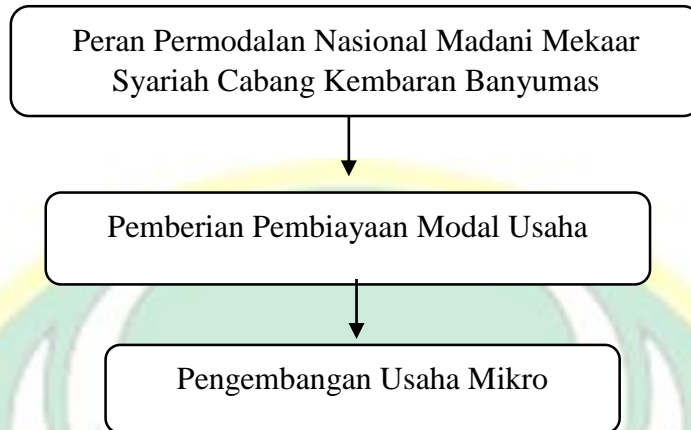 Peran Permodalan Nasional Madani Mekaar
Syariah Cabang Kembaran Banyumas
Pemberian Pembiayaan Modal Usaha
Pengembangan Usaha Mikro